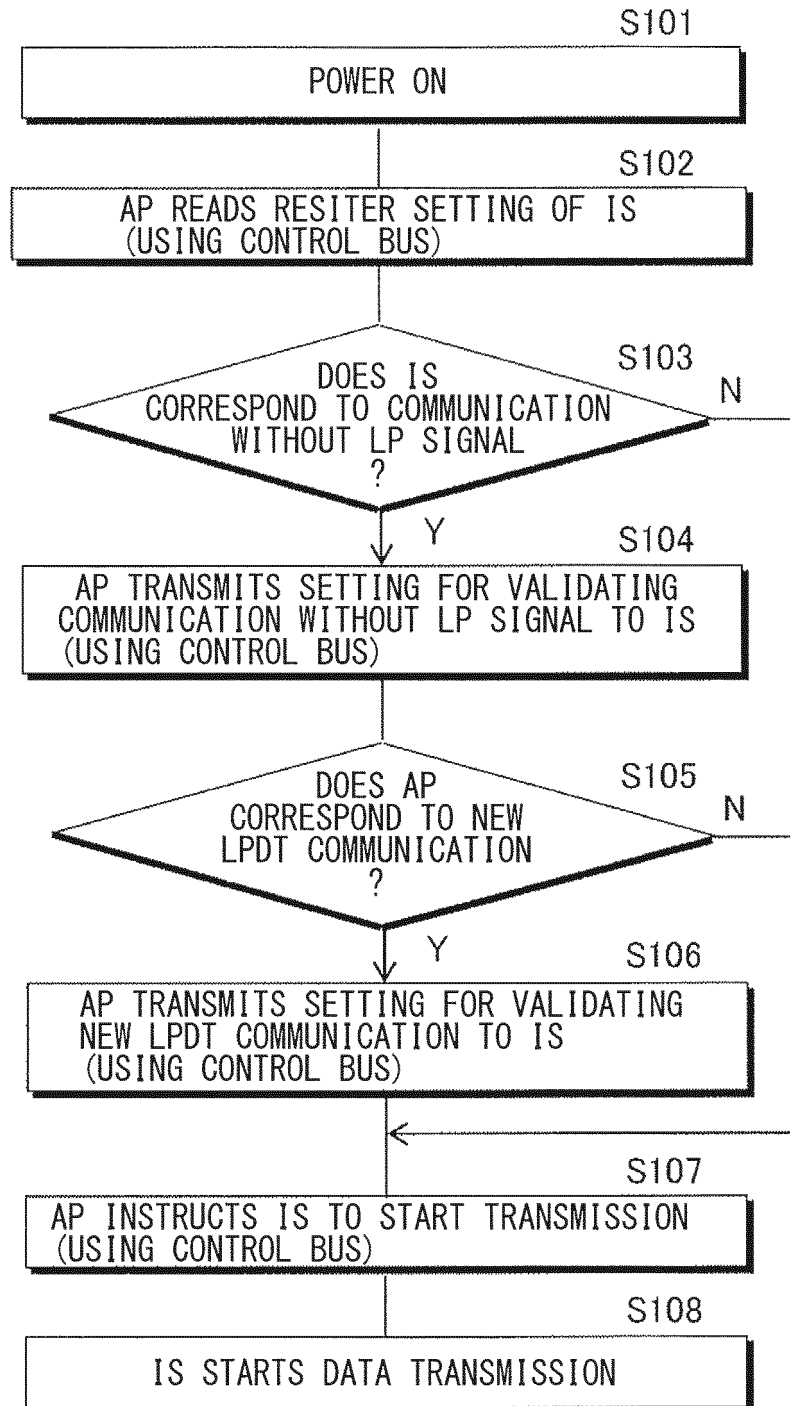 S101
POWER ON
S102
AP READS RESITER SETTING OF IS
(USING CONTROL BUS)
S103
DOES IS
CORRESPOND TO COMMUNICATION
WITHOUT LP SIGNAL
?
N
Y
S104
AP TRANSMITS SETTING FOR VALIDATING
COMMUNICATION WITHOUT LP SIGNAL TO IS
(USING CONTROL BUS)
S105
DOES AP
CORRESPOND TO NEW
LPDT COMMUNICATION
?
N
Y
S106
AP TRANSMITS SETTING FOR VALIDATING
NEW LPDT COMMUNICATION TO IS
(USING CONTROL BUS)
S107
AP INSTRUCTS IS TO START TRANSMISSION
(USING CONTROL BUS)
S108
IS STARTS DATA TRANSMISSION